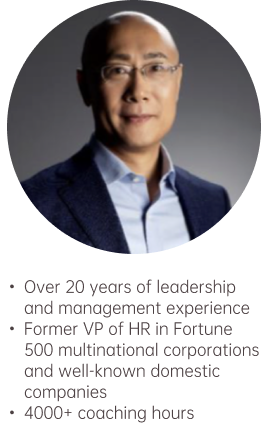 • Over 20 years of leadership
and management experience
• Former VP of HR in Fortune
500 multinational corporations
and well-known domestic
companies
• 4000+ coaching hours